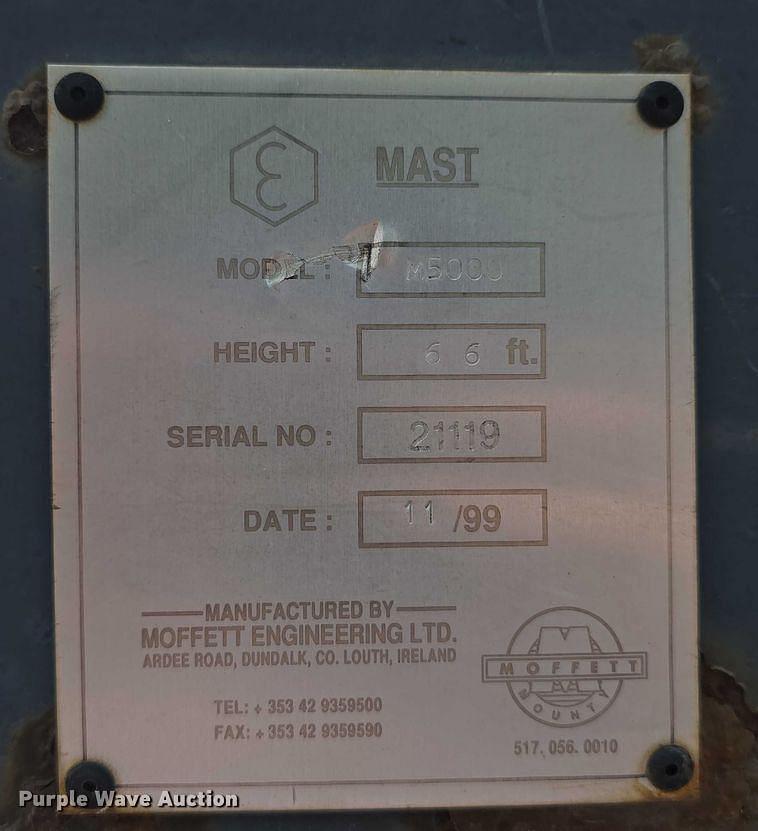 MAST
MODEL : M5000
HEIGHT : 6 6 ft.
SERIAL NO : 21119
DATE : 11 /99
MANUFACTURED BY
MOFFETT ENGINEERING LTD.
ARDEE ROAD, DUNDALK, CO. LOUTH, IRELAND
TEL: + 353 42 9359500
FAX: + 353 42 9359590
MOFFETT
MOUNTY
517. 056. 0010
Purple Wave Auction